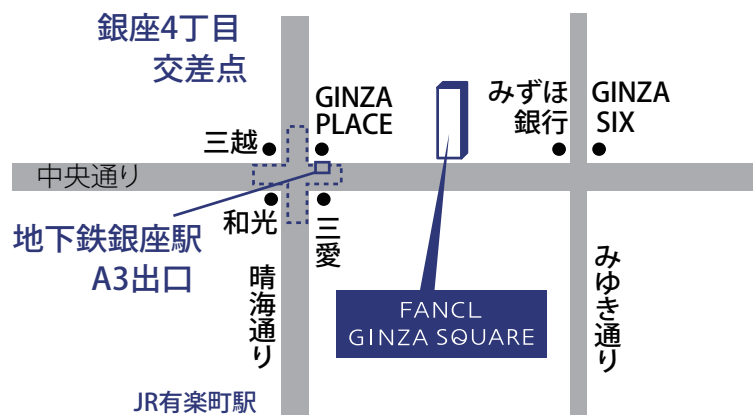 銀座4丁目
交差点
GINZA
PLACE
みずほ
銀行
GINZA
SIX
三越
中央通り
和光
三愛
地下鉄銀座駅
A3出口
晴海通り
みゆき通り
FANCL
GINZA SQUARE
JR有楽町駅